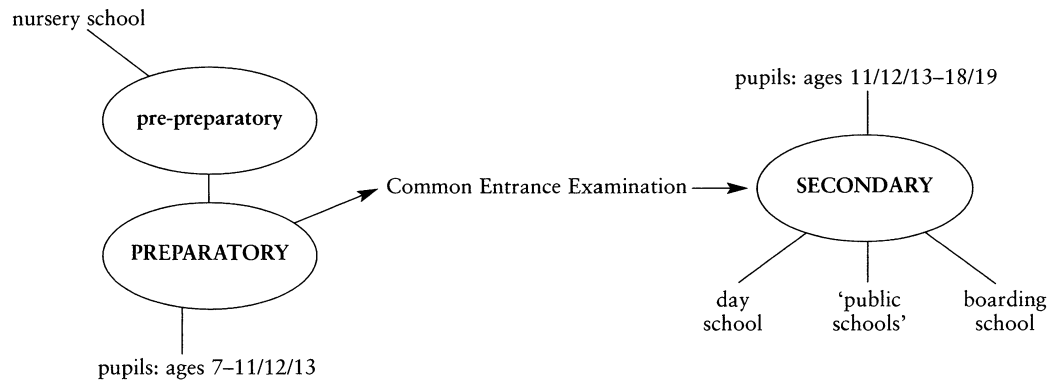 nursery school
pre-preparatory
PREPARATORY
pupils: ages 7–11/12/13
Common Entrance Examination
pupils: ages 11/12/13–18/19
SECONDARY
day
school
‘public
schools’
boarding
school